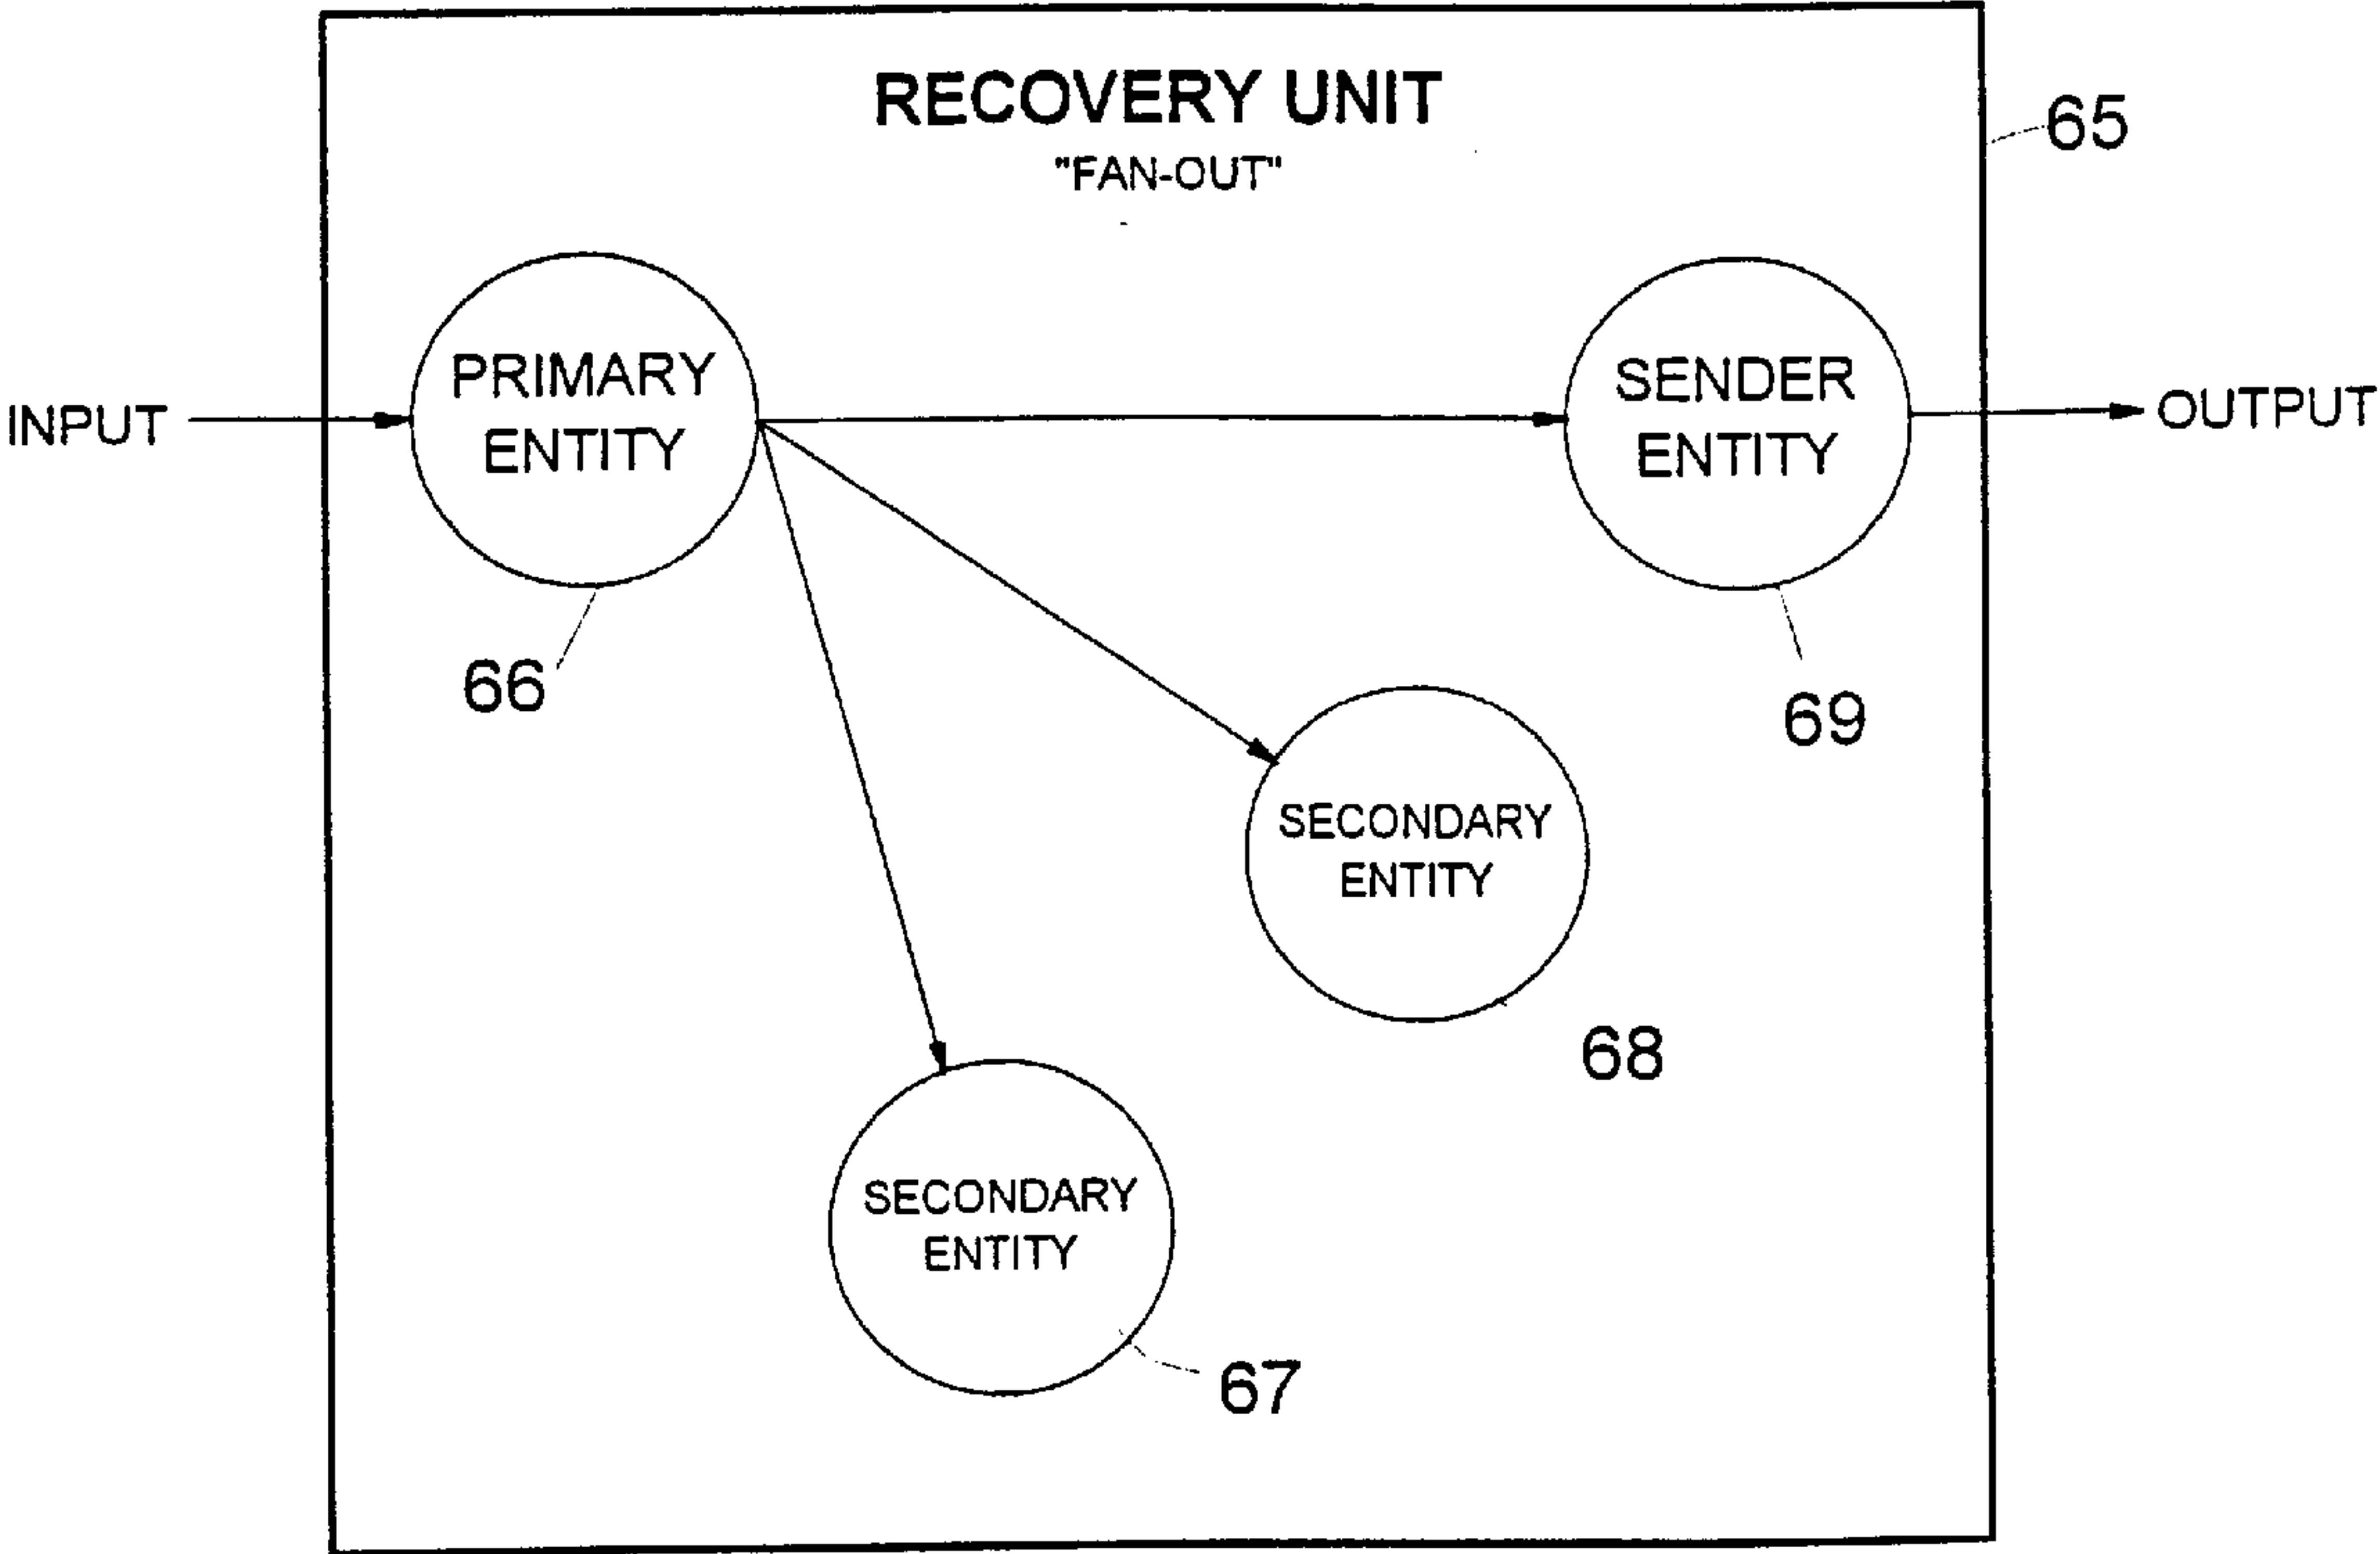 RECOVERY UNIT
"FAN-OUT"
65
INPUT
PRIMARY
ENTITY
SENDER
ENTITY
OUTPUT
66
69
SECONDARY
ENTITY
68
SECONDARY
ENTITY
67